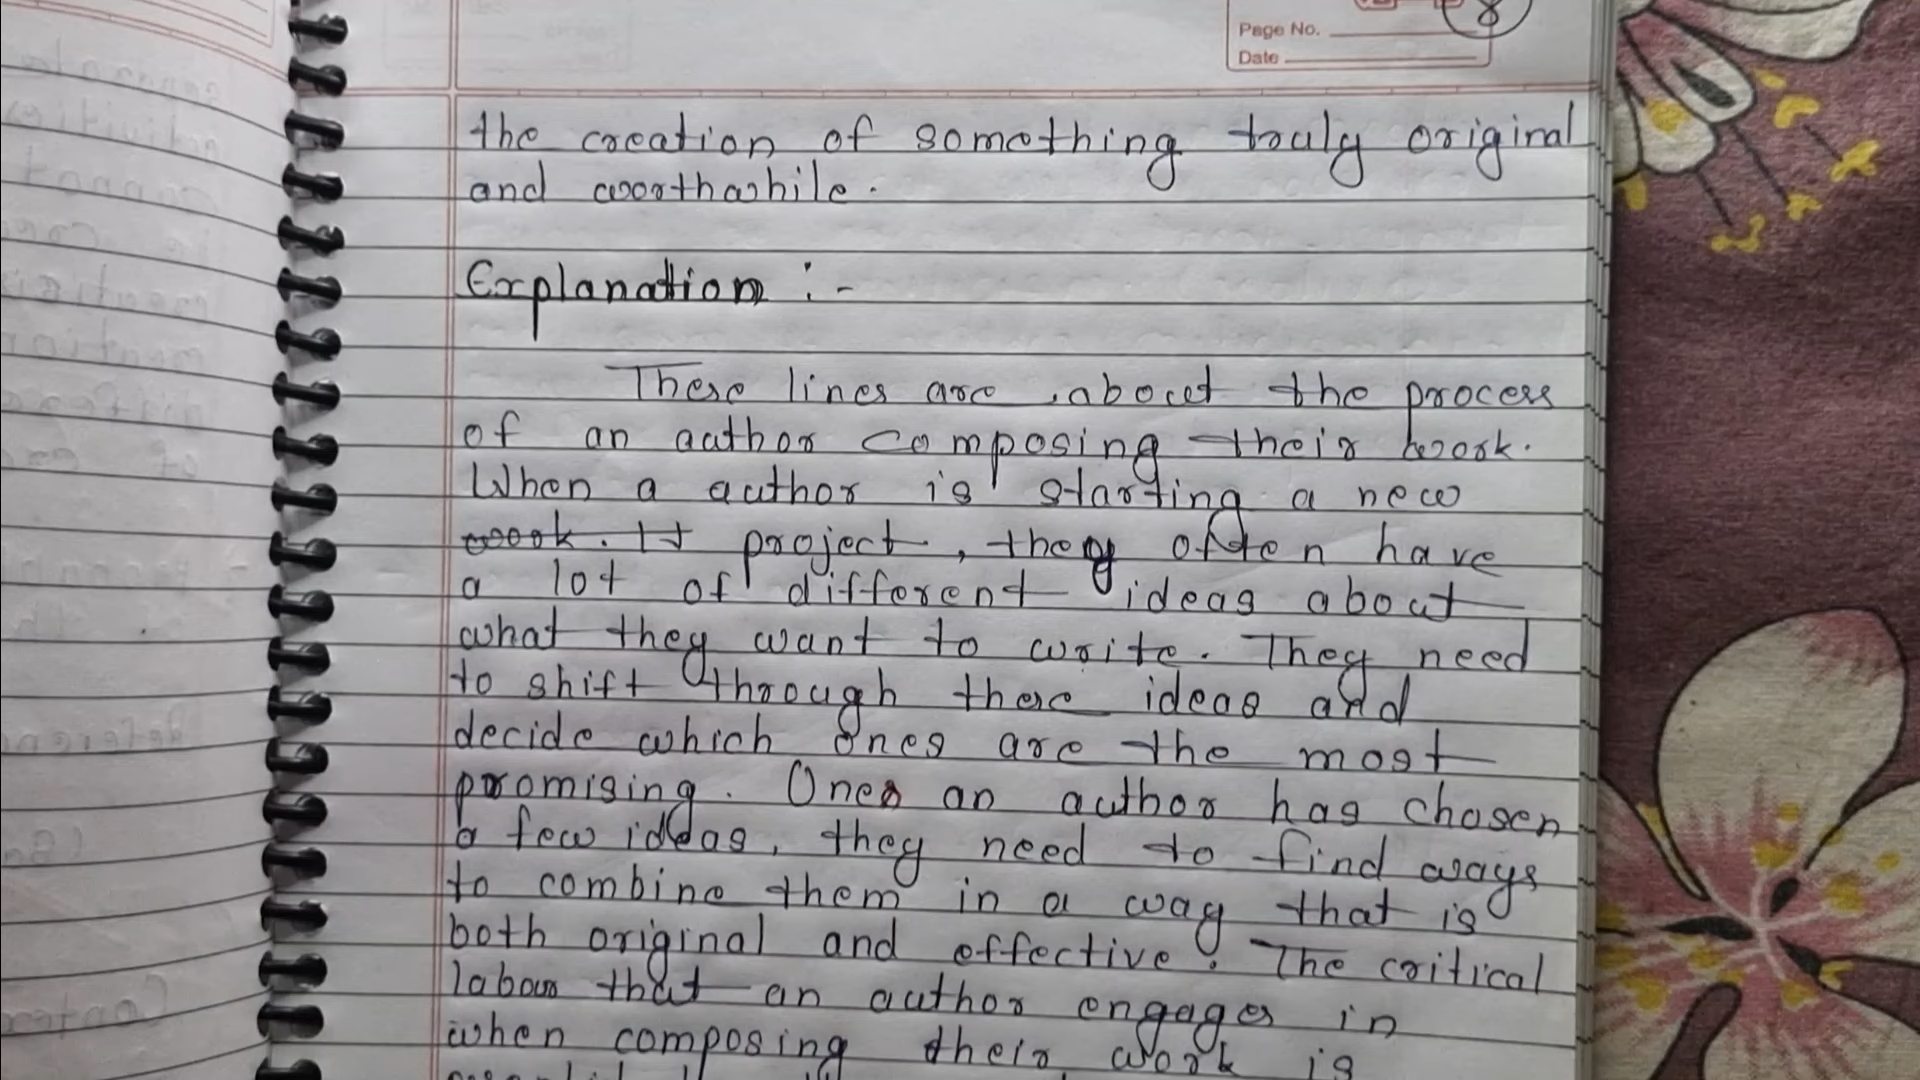 8
Page No.
Date
the creation of something truly original
and worthwhile.
Explanation :-
These lines are about the process
of an author composing their work.
When a author is starting a new
work. It project, they often have
a lot of different ideas about
what they want to write. They need
to shift through these ideas and
decide which ones are the most
promising. Ones an author has chosen
a few ideas, they need to find ways
to combine them in a way that is
both original and effective. The critical
labour that an author engages in
when composing their work is